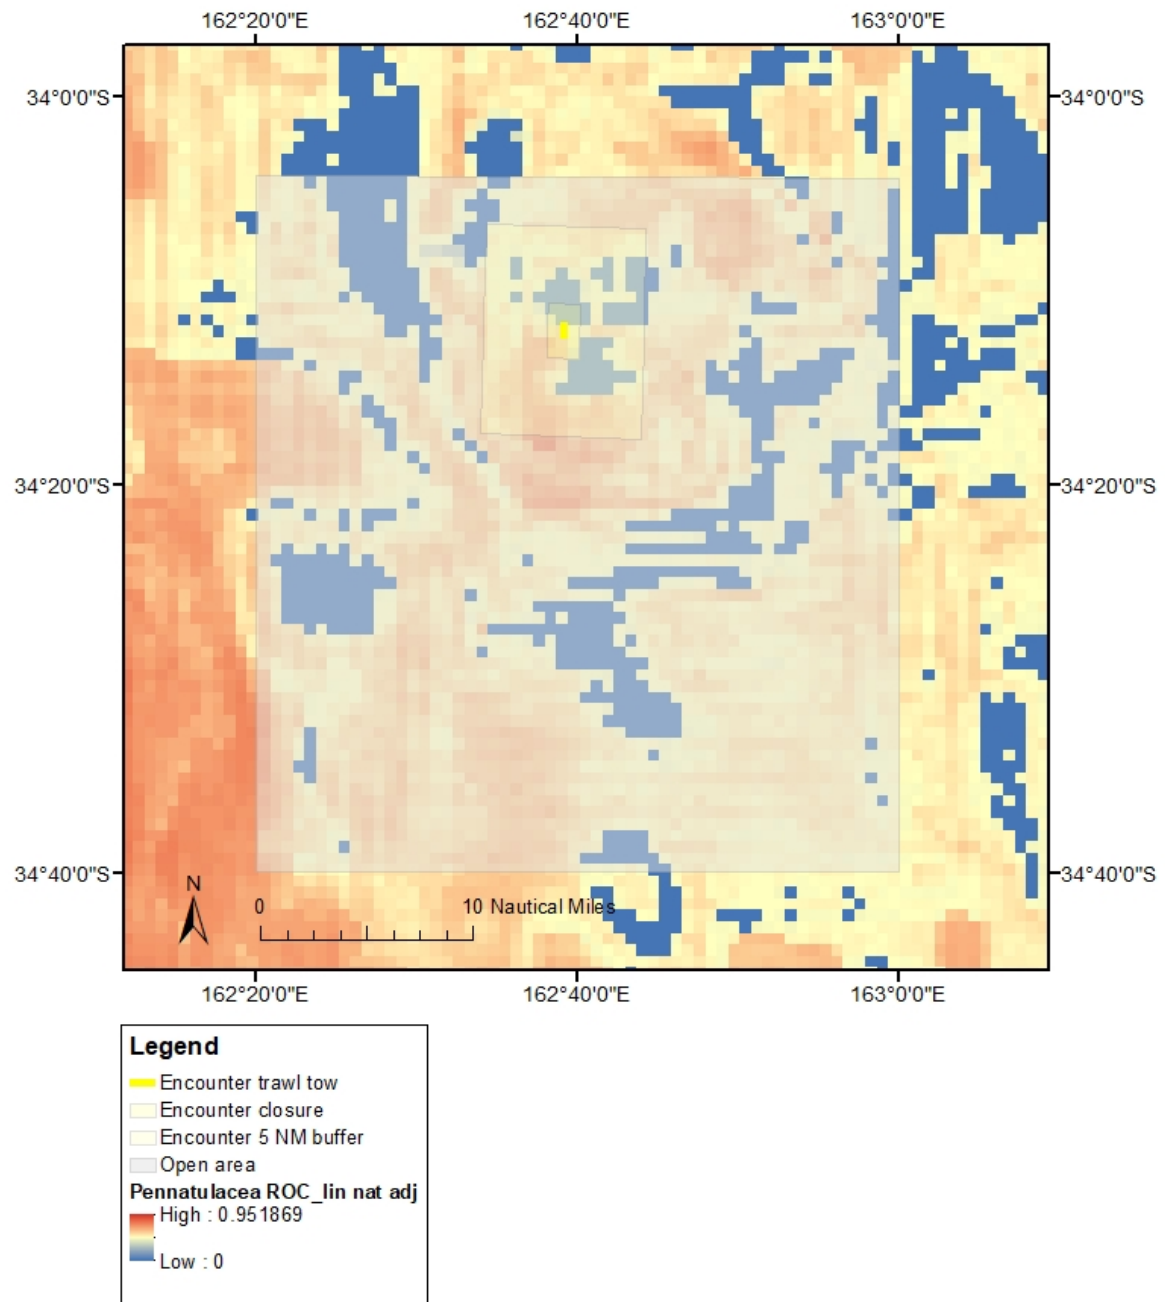 162°20'0"E 162°40'0"E 163°0'0"E
34°0'0"S 34°0'0"S
34°20'0"S 34°20'0"S
34°40'0"S 34°40'0"S
N
0 10 Nautical Miles
162°20'0"E 162°40'0"E 163°0'0"E
Legend
Encounter trawl tow
Encounter closure
Encounter 5 NM buffer
Open area
Pennatulacea ROC_lin nat adj
High : 0.951869
Low : 0